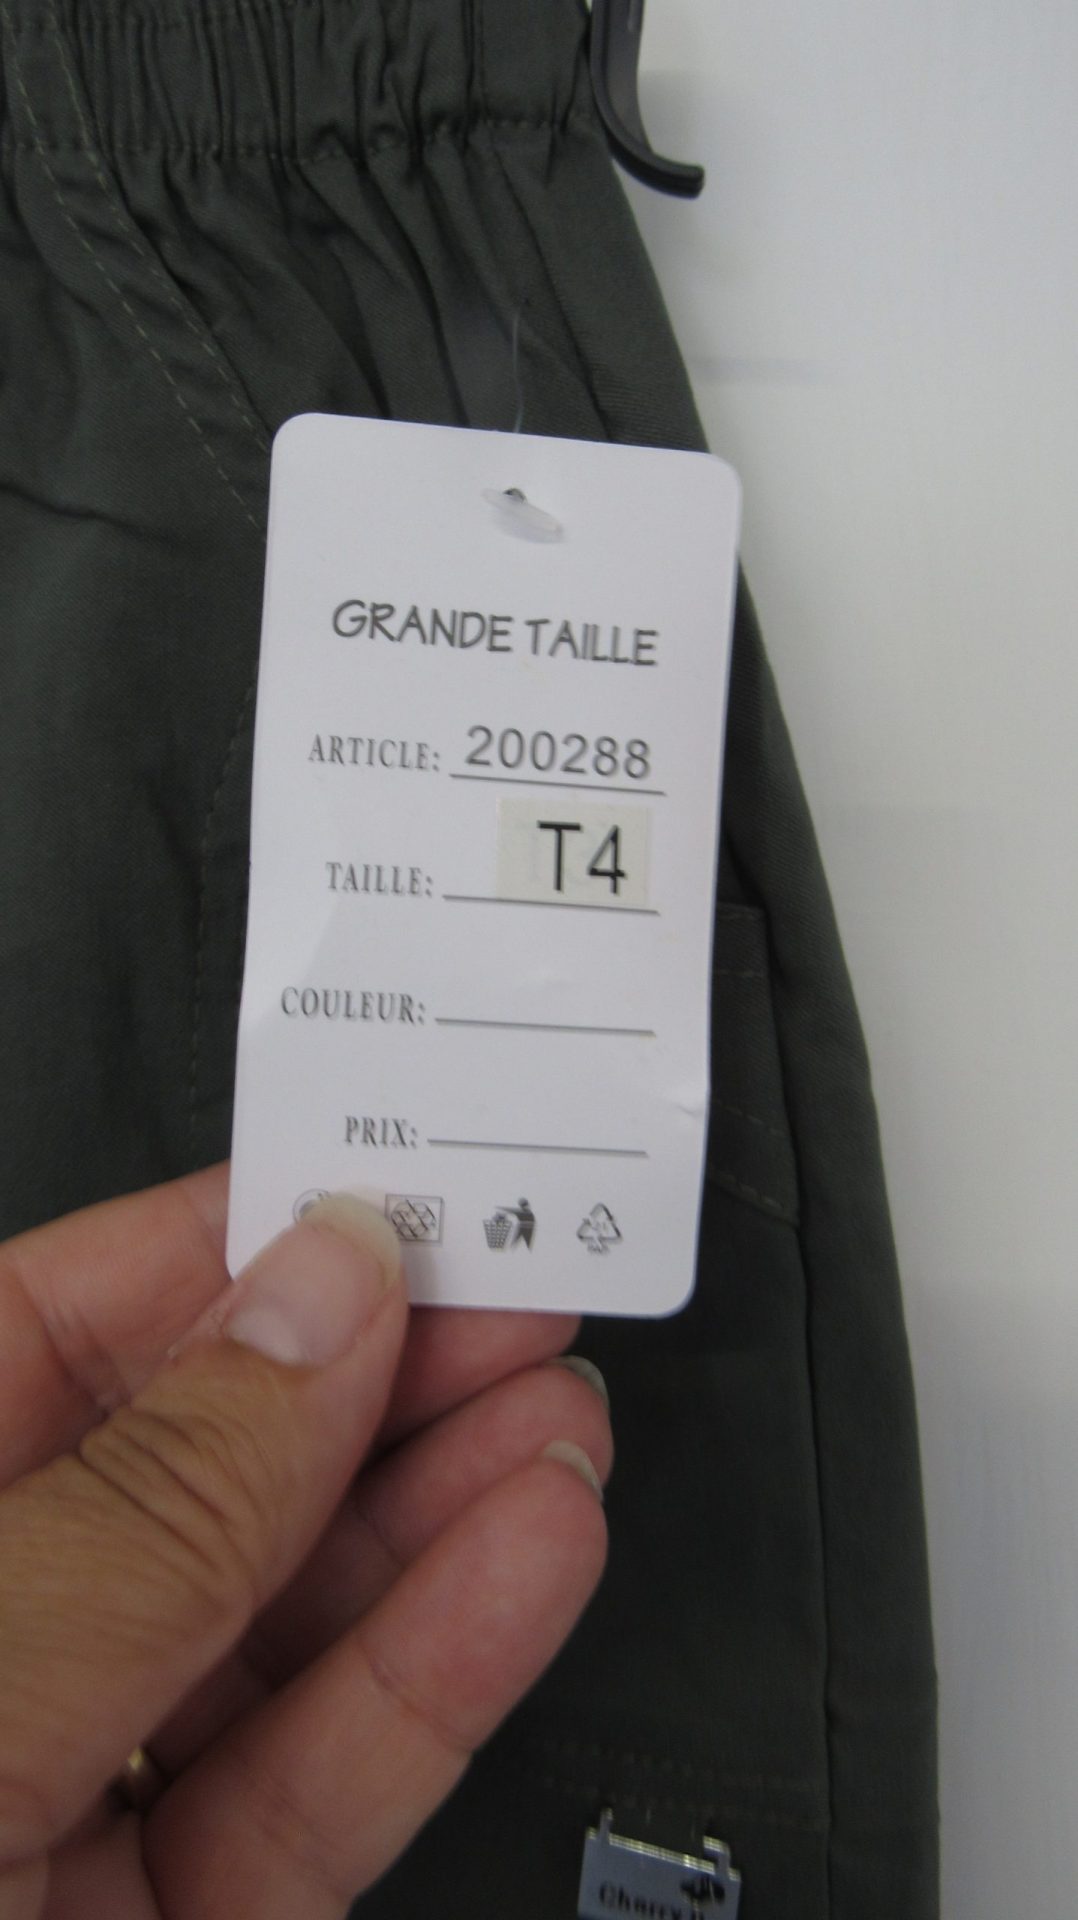 GRANDE TAILLE
ARTICLE: 200288
TAILLE: T4
COULEUR:
PRIX: